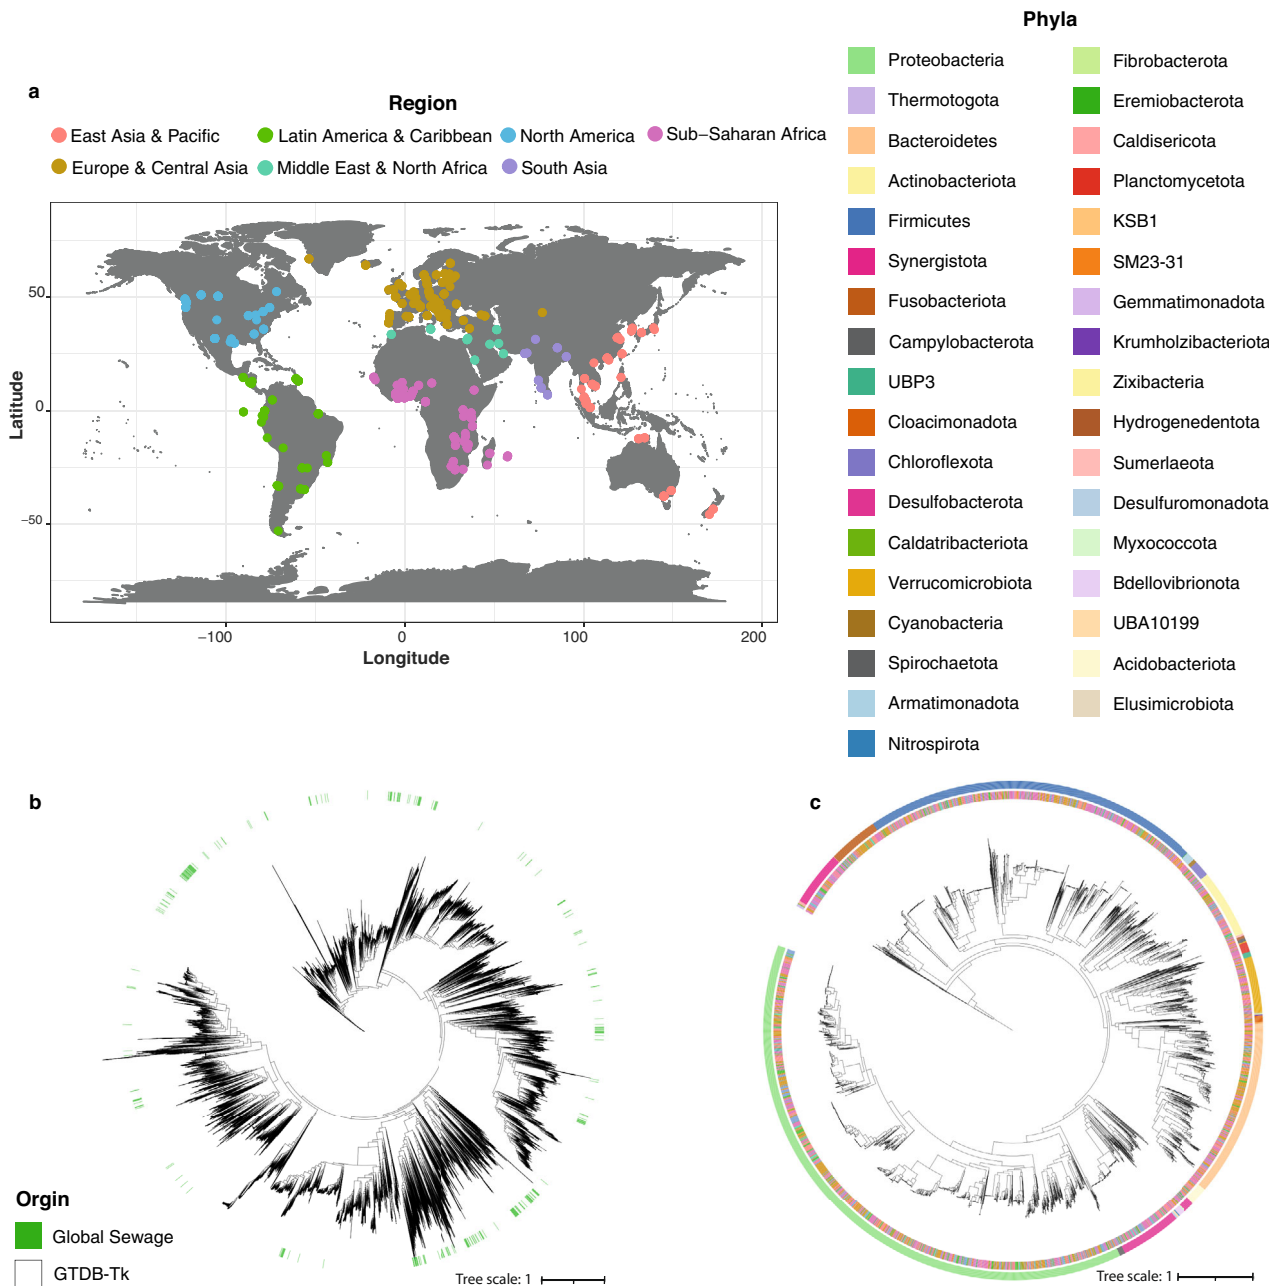 a
Region
East Asia & Pacific
Latin America & Caribbean
North America
Sub−Saharan Africa
Europe & Central Asia
Middle East & North Africa
South Asia
Latitude
50
0
−50
−100
0
100
200
Longitude
Phyla
Proteobacteria
Thermotogota
Bacteroidetes
Actinobacteriota
Firmicutes
Synergistota
Fusobacteriota
Campylobacterota
UBP3
Cloacimonadota
Chloroflexota
Desulfobacterota
Caldatribacteriota
Verrucomicrobiota
Cyanobacteria
Spirochaetota
Armatimonadota
Nitrospirota
Fibrobacterota
Eremiobacterota
Caldisericota
Planctomycetota
KSB1
SM23-31
Gemmatimonadota
Krumholzibacteriota
Zixibacteria
Hydrogenedentota
Sumerlaeota
Desulfuromonadota
Myxococcota
Bdellovibrionota
UBA10199
Acidobacteriota
Elusimicrobiota
b
Orgin
Global Sewage
GTDB-Tk
Tree scale: 1
c
Tree scale: 1